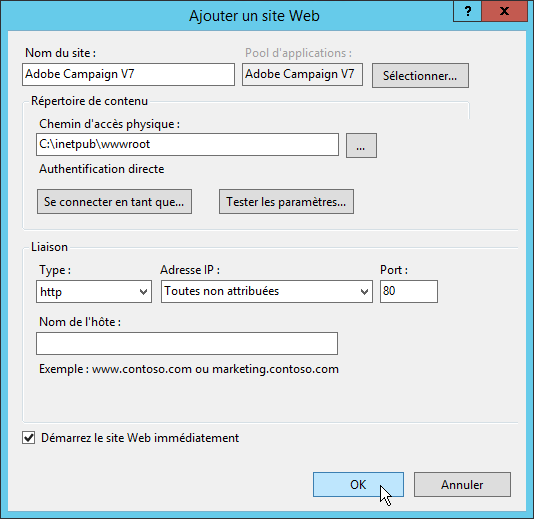 Ajouter un site Web
? X
Nom du site :
Pool d'applications :
Adobe Campaign V7
Adobe Campaign V7
Sélectionner...
Répertoire de contenu
Chemin d'accès physique :
C:\inetpub\wwwroot
...
Authentification directe
Se connecter en tant que...
Tester les paramètres...
Liaison
Type :
Adresse IP :
Port :
http
Toutes non attribuées
80
Nom de l'hôte :
Exemple : www.contoso.com ou marketing.contoso.com
Démarrez le site Web immédiatement
OK
Annuler